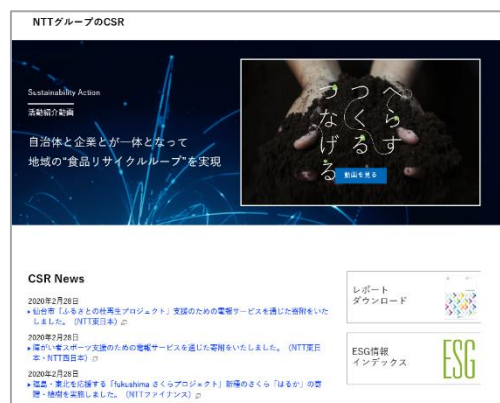 NTTグループのCSR
Sustainability Action
活動紹介動画
自治体と企業とが一体となって
地域の“食品リサイクルループ”を実現
へらす
つくる
つなげる
動画を見る
CSR News
2020年2月28日
仙台市「ふるさとの杜再生プロジェクト」支援のための電報サービスを通じた寄附をいた
しました。（NTT東日本）
2020年2月28日
障がい者スポーツ支援のための電報サービスを通じた寄附をいたしました。（NTT東日
本・NTT西日本）
2020年2月28日
福島・東北を応援する「fukushima さくらプロジェクト」新種のさくら「はるか」の寄
贈・植樹を実施しました。（NTTファイナンス）
レポート
ダウンロード
ESG情報
インデックス
ESG